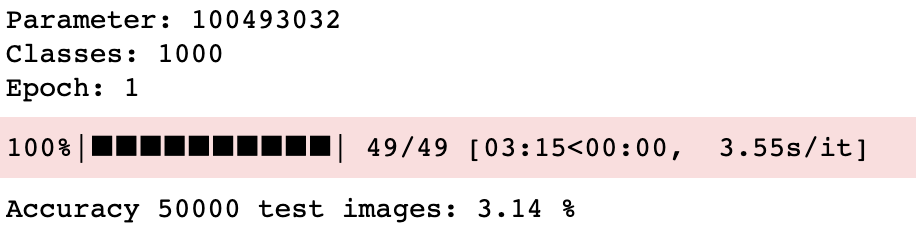 Parameter: 100493032
Classes: 1000
Epoch: 1
100%|██████████| 49/49 [03:15<00:00,  3.55s/it]
Accuracy 50000 test images: 3.14 %